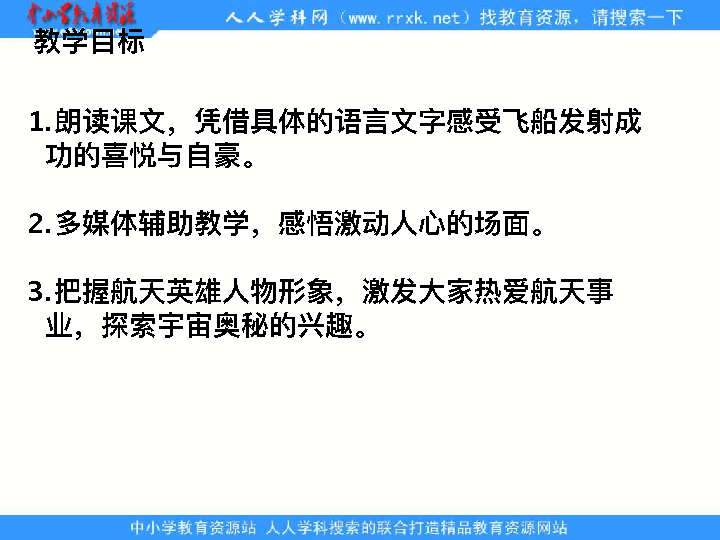 中小学教育资源
人人学科网（www.rrxk.net）找教育资源，请搜索一下
教学目标
1.朗读课文，凭借具体的语言文字感受飞船发射成
功的喜悦与自豪。
2.多媒体辅助教学，感悟激动人心的场面。
3.把握航天英雄人物形象，激发大家热爱航天事
业，探索宇宙奥秘的兴趣。
中小学教育资源站 人人学科搜索的联合打造精品教育资源网站